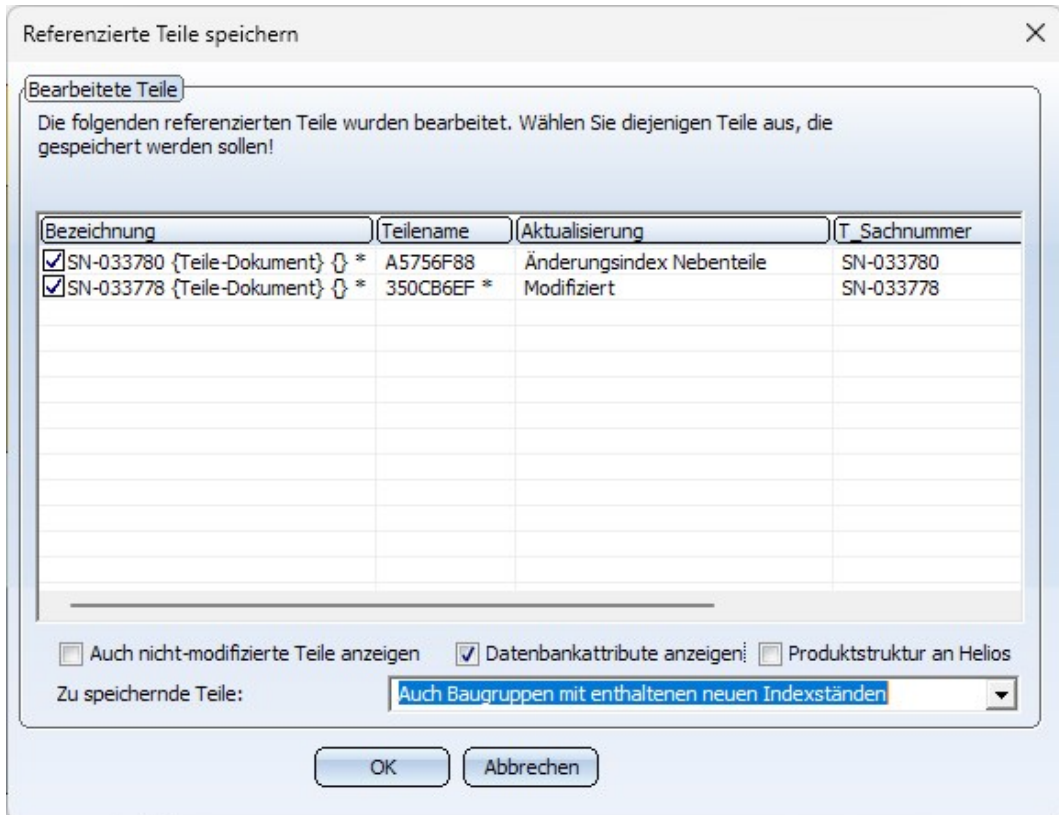 Referenzierte Teile speichern
Bearbeitete Teile
Die folgenden referenzierten Teile wurden bearbeitet. Wählen Sie diejenigen Teile aus, die
gespeichert werden sollen!
Bezeichnung Teilename Aktualisierung T_Sachnummer
SN-033780 {Teile-Dokument} {} * A5756F88 Änderungsindex Nebenteile SN-033780
SN-033778 {Teile-Dokument} {} * 350CB6EF * Modifiziert SN-033778
Auch nicht-modifizierte Teile anzeigen Datenbankattribute anzeigen Produktstruktur an Helios
Zu speichernde Teile: Auch Baugruppen mit enthaltenen neuen Indexständen
OK Abbrechen